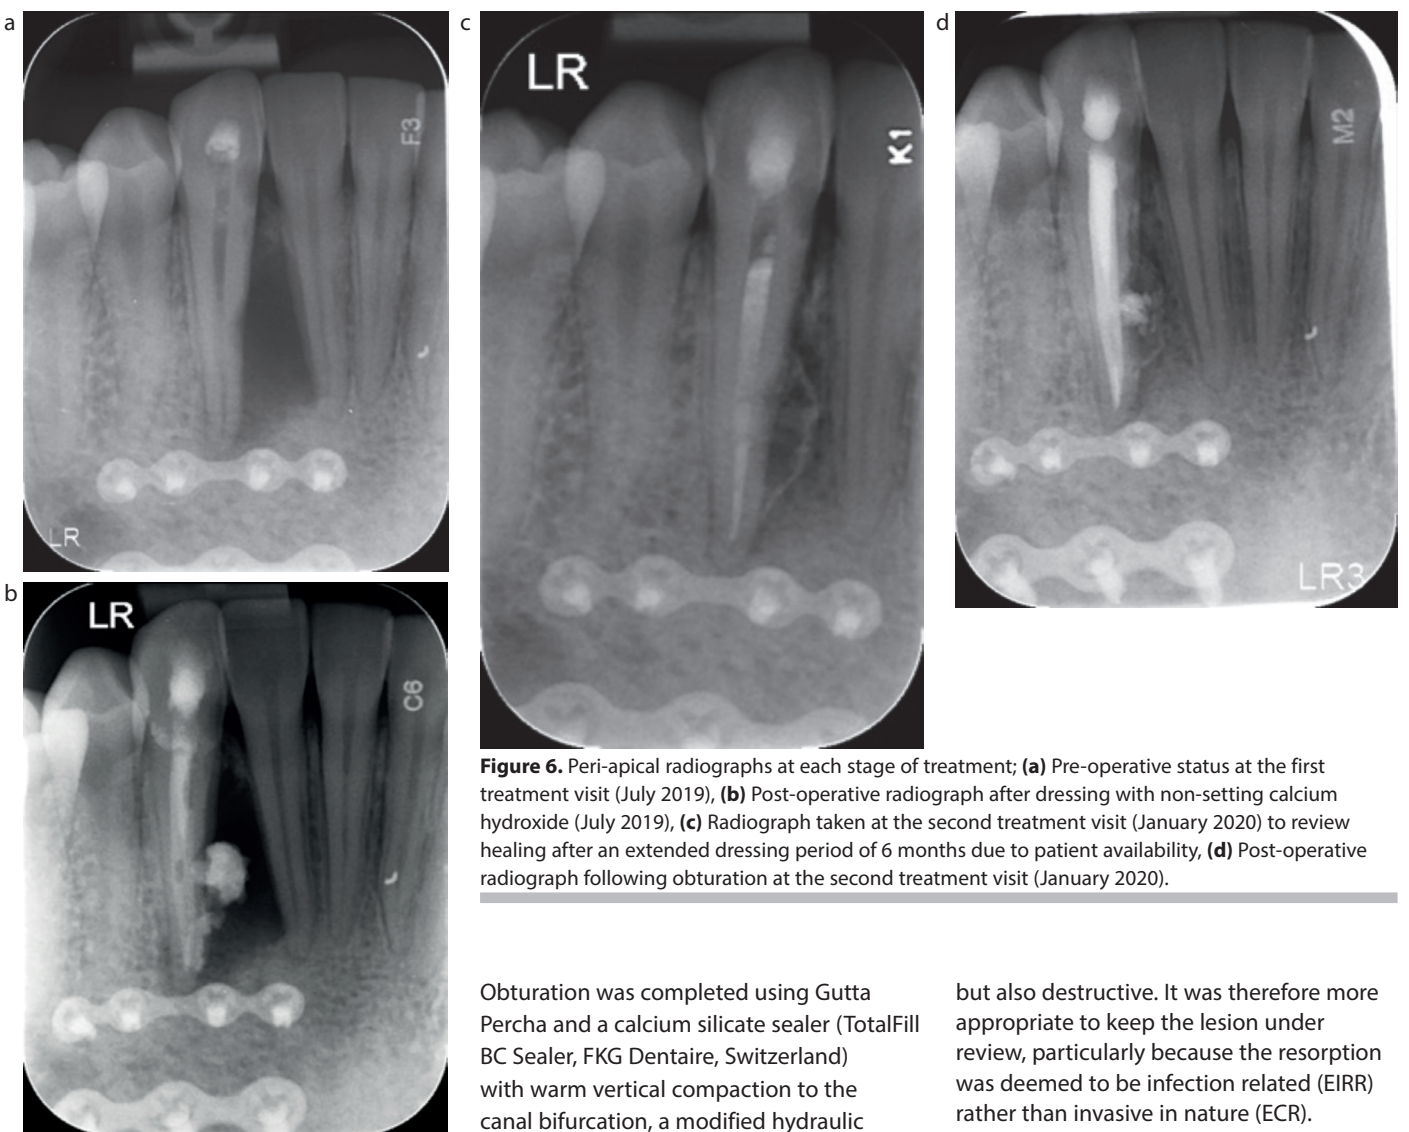 a
F3
LR
b
LR
C6
c
LR
K1
d
M2
LR3
Figure 6. Peri-apical radiographs at each stage of treatment; (a) Pre-operative status at the first
treatment visit (July 2019), (b) Post-operative radiograph after dressing with non-setting calcium
hydroxide (July 2019), (c) Radiograph taken at the second treatment visit (January 2020) to review
healing after an extended dressing period of 6 months due to patient availability, (d) Post-operative
radiograph following obturation at the second treatment visit (January 2020).
Obturation was completed using Gutta
Percha and a calcium silicate sealer (TotalFill
BC Sealer, FKG Dentaire, Switzerland)
with warm vertical compaction to the
canal bifurcation, a modified hydraulic
but also destructive. It was therefore more
appropriate to keep the lesion under
review, particularly because the resorption
was deemed to be infection related (EIRR)
rather than invasive in nature (ECR).